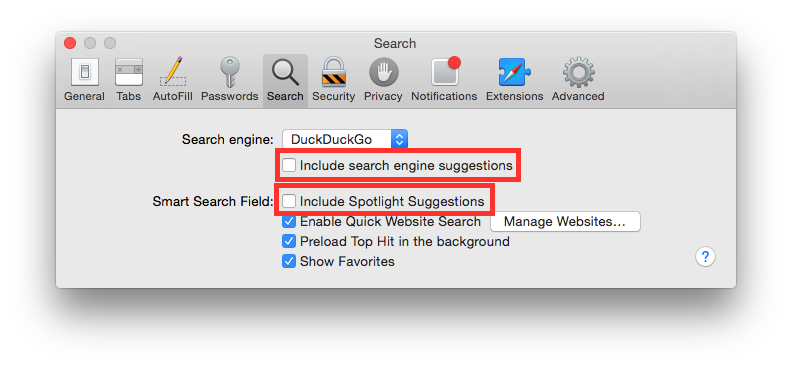 Search
General Tabs AutoFill Passwords Search Security Privacy Notifications Extensions Advanced
Search engine: DuckDuckGo
Include search engine suggestions
Smart Search Field: Include Spotlight Suggestions
Enable Quick Website Search Manage Websites…
Preload Top Hit in the background
Show Favorites
?